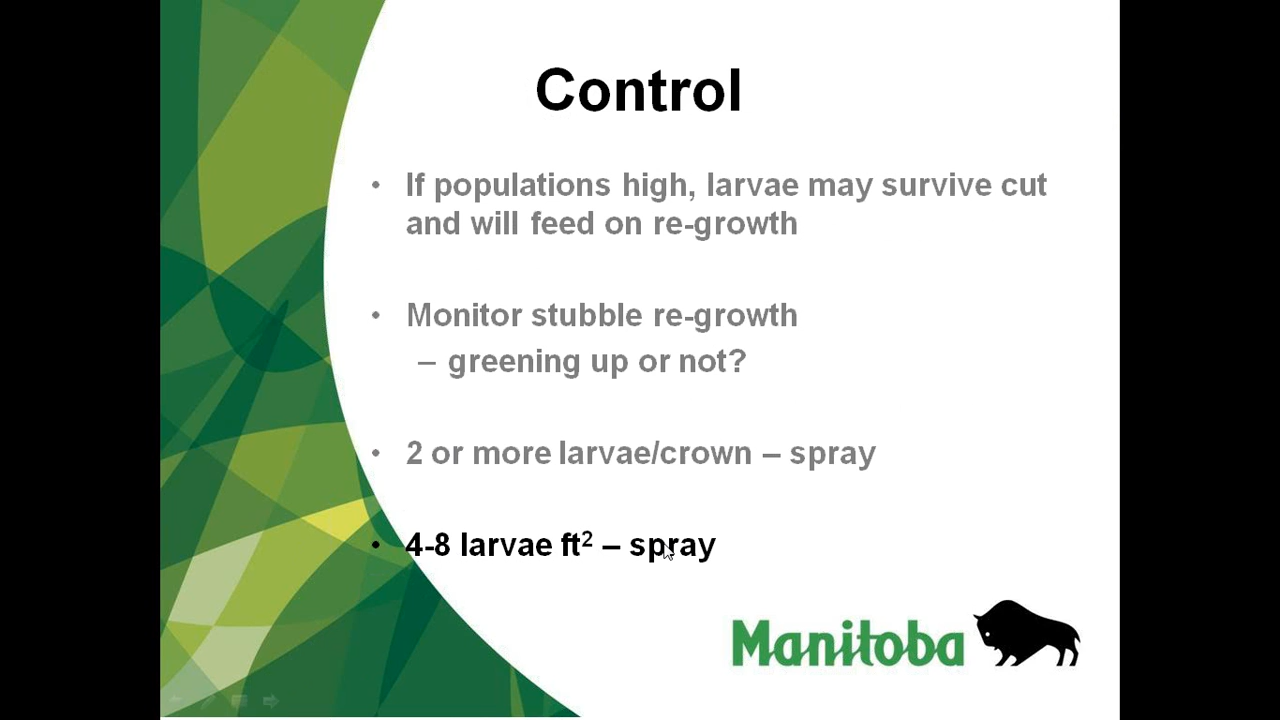 Control
• If populations high, larvae may survive cut
and will feed on re-growth
• Monitor stubble re-growth
– greening up or not?
• 2 or more larvae/crown – spray
• 4-8 larvae ft² – spray
Manitoba